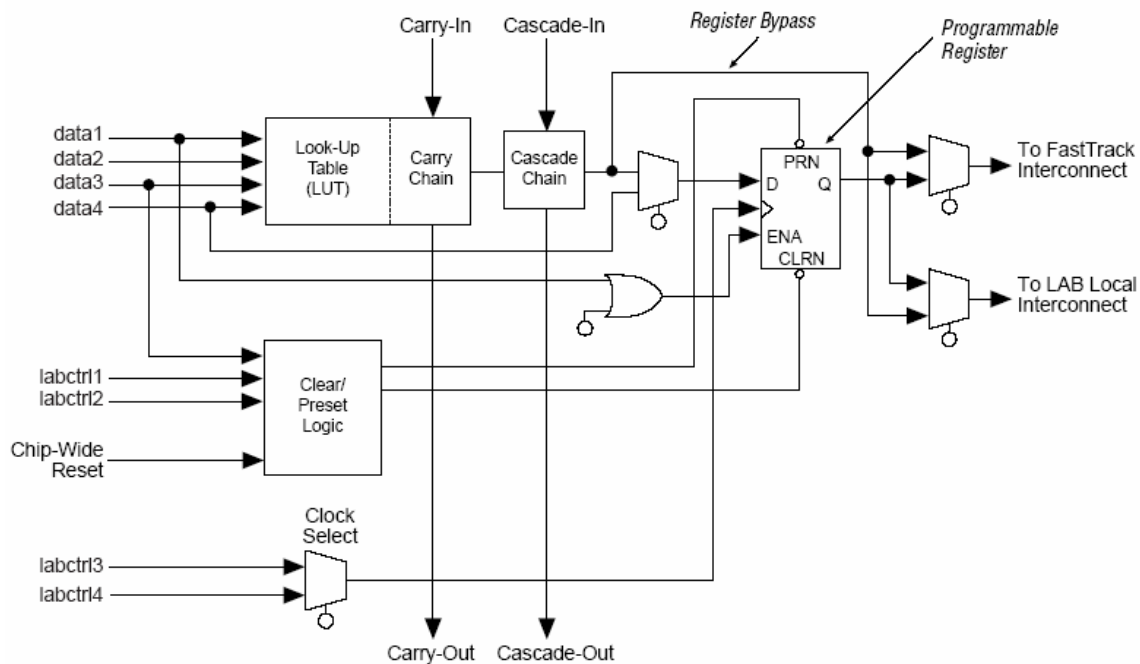 Carry-In
Cascade-In
Register Bypass
Programmable
Register
data1
data2
data3
data4
Look-Up
Table
(LUT)
Carry
Chain
Cascade
Chain
PRN
D
Q
ENA
CLRN
To FastTrack
Interconnect
To LAB Local
Interconnect
labctrl1
labctrl2
Clear/
Preset
Logic
Chip-Wide
Reset
Clock
Select
labctrl3
labctrl4
Carry-Out
Cascade-Out